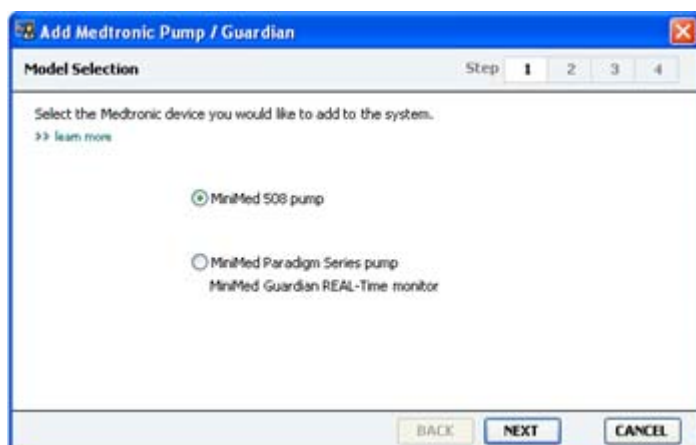 Add Medtronic Pump / Guardian
Model Selection
Step 1 2 3 4
Select the Medtronic device you would like to add to the system.
>> learn more
MiniMed 508 pump
MiniMed Paradigm Series pump
MiniMed Guardian REAL-Time monitor
BACK NEXT CANCEL